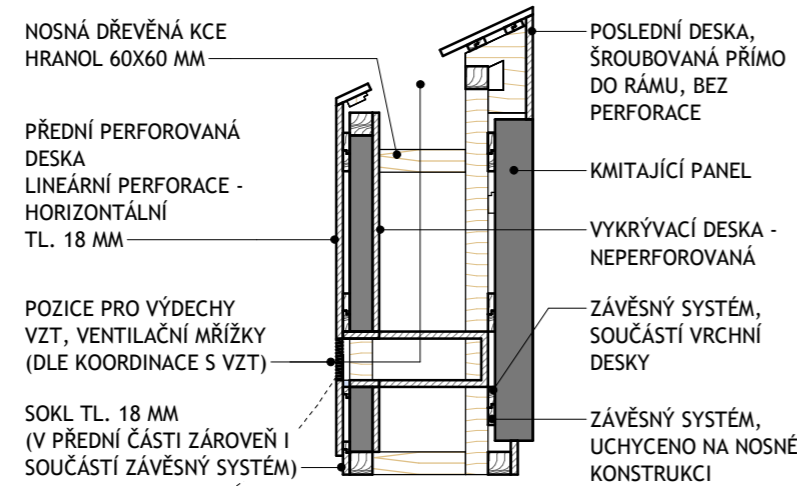 NOSNÁ DŘEVĚNÁ KCE
HRANOL 60X60 MM
PŘEDNÍ PERFOROVANÁ
DESKA
LINEÁRNÍ PERFORACE -
HORIZONTÁLNÍ
TL. 18 MM
POZICE PRO VÝDECHY
VZT, VENTILAČNÍ MŘÍŽKY
(DLE KOORDINACE S VZT)
SOKL TL. 18 MM
(V PŘEDNÍ ČÁSTI ZÁROVEŇ I
SOUČÁSTÍ ZÁVĚSNÝ SYSTÉM)
POSLEDNÍ DESKA,
ŠROUBOVANÁ PŘÍMO
DO RÁMU, BEZ
PERFORACE
KMITAJÍCÍ PANEL
VYKRÝVACÍ DESKA -
NEPERFOROVANÁ
ZÁVĚSNÝ SYSTÉM,
SOUČÁSTÍ VRCHNÍ
DESKY
ZÁVĚSNÝ SYSTÉM,
UCHYCENO NA NOSNÉ
KONSTRUKCI